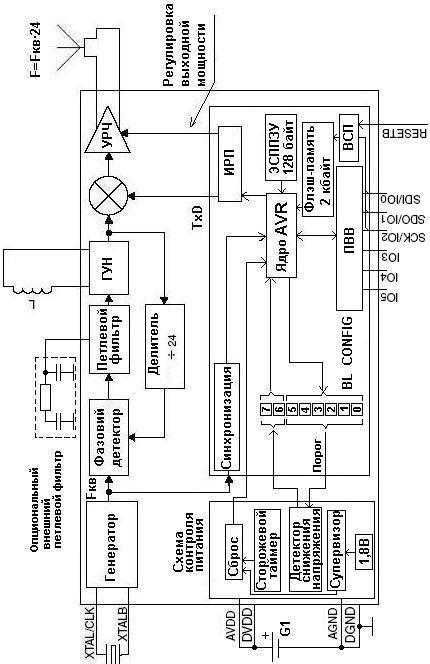 F=Fкв·24
Регулировка
выходной
мощности
УРЧ
ИРП
ЭСППЗУ
128 байт
Флэш-память
2 кбайт
ВСП
RESETB
TxD
Ядро AVR
ПВВ
SDI/IO0
SDO/IO1
SCK/IO2
IO3
IO4
IO5
L
ГУН
Петлевой
фильтр
Делитель
÷ 24
BL CONFIG
7
6
5
4
3
2
1
0
Порог
Синхронизация
Опциональный
внешний
петлевой фильтр
Фазовий
детектор
Fкв
Генератор
XTAL/CLK
XTALB
Схема
контроля
питания
Сброс
Сторожевой
таймер
Детектор
снижения
напряжения
Супервизор
1,8В
AVDD
DVDD
G1
+
AGND
DGND